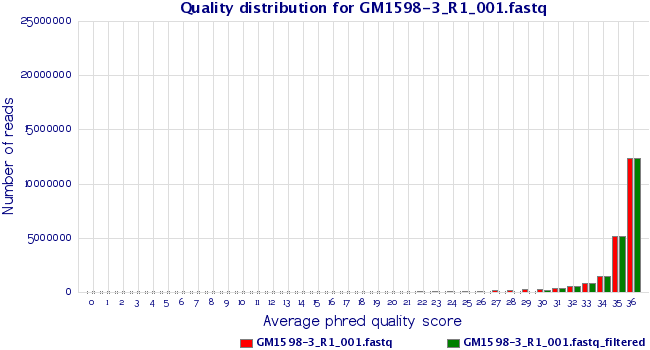 Quality distribution for GM1598-3_R1_001.fastq
25000000
20000000
15000000
10000000
5000000
0
Number of reads
0 1 2 3 4 5 6 7 8 9 10 11 12 13 14 15 16 17 18 19 20 21 22 23 24 25 26 27 28 29 30 31 32 33 34 35 36
Average phred quality score
GM1598-3_R1_001.fastq GM1598-3_R1_001.fastq_filtered